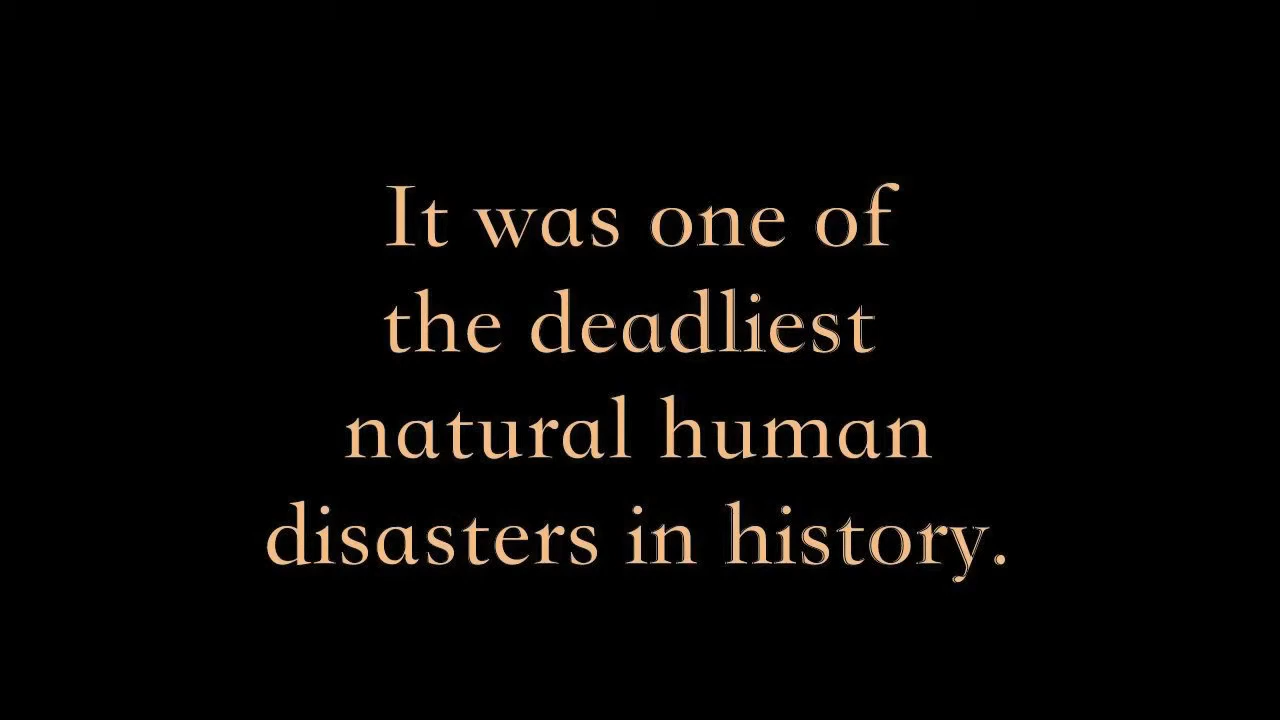 It was one of
the deadliest
natural human
disasters in history.